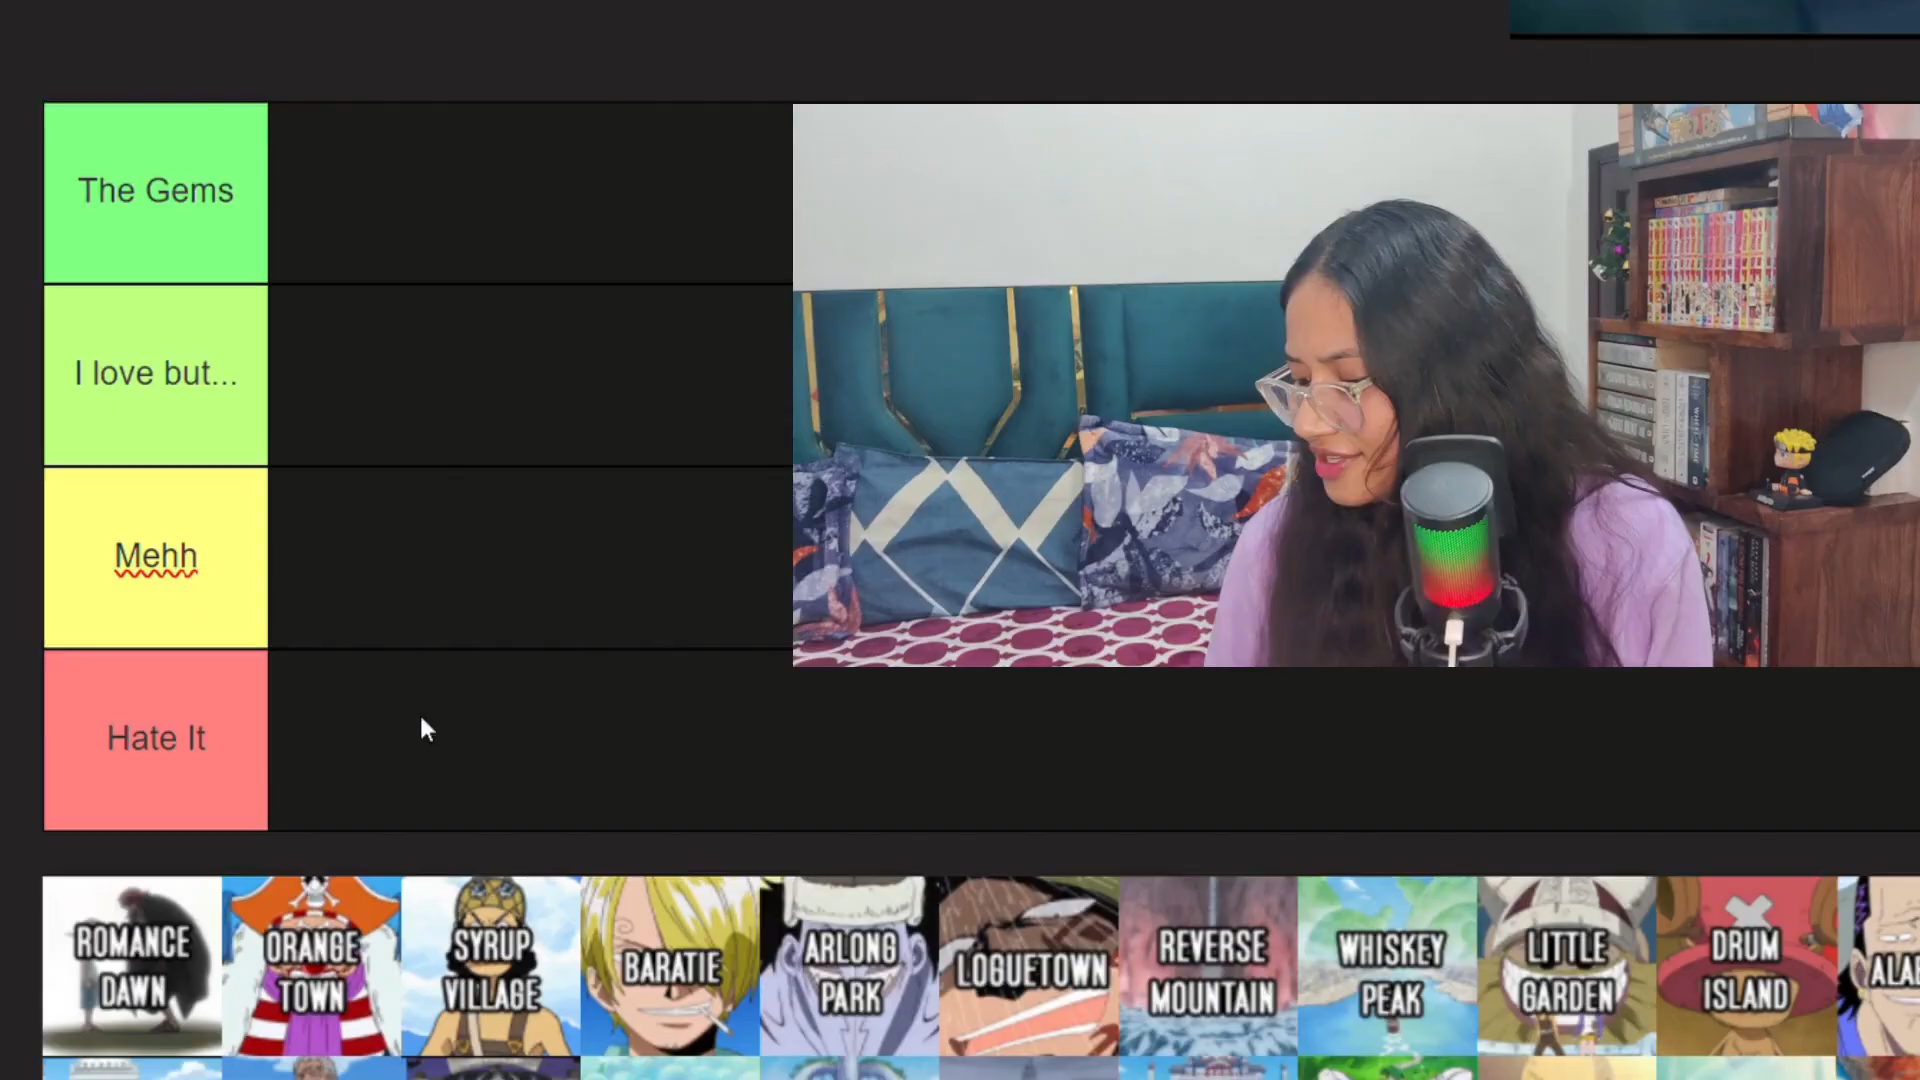 The Gems
I love but...
Mehh
Hate It
ROMANCE
DAWN
ORANGE
TOWN
SYRUP
VILLAGE
BARATIE
ARLONG
PARK
LOGUETOWN
REVERSE
MOUNTAIN
WHISKEY
PEAK
LITTLE
GARDEN
DRUM
ISLAND
ALAB